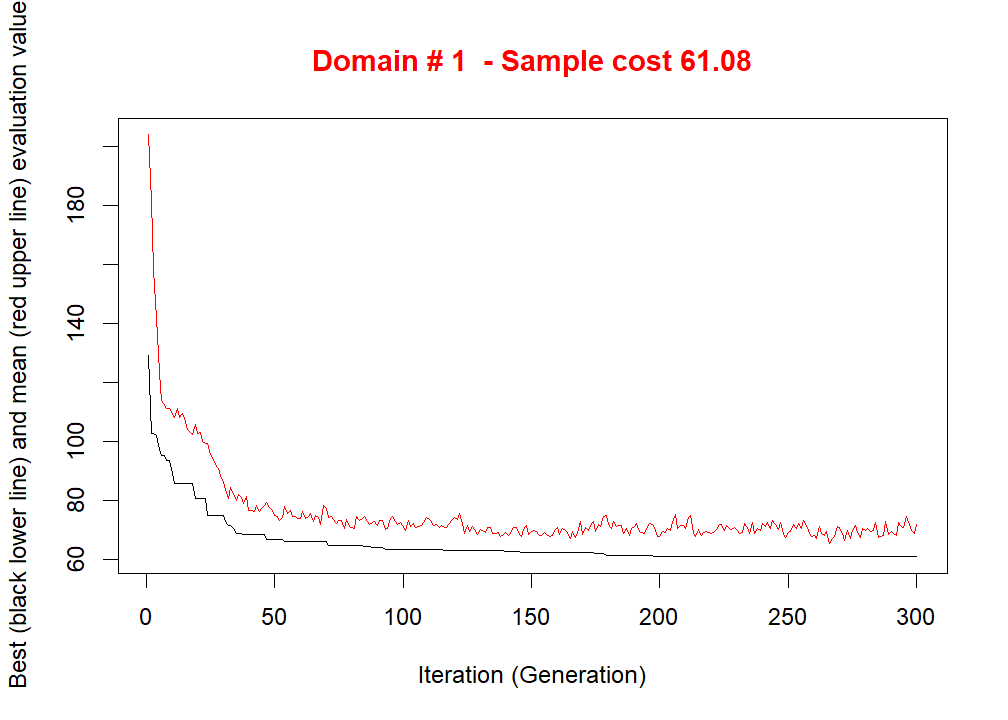 Domain # 1  - Sample cost 61.08
Best (black lower line) and mean (red upper line) evaluation value
180
140
100
80
60
0 50 100 150 200 250 300
Iteration (Generation)